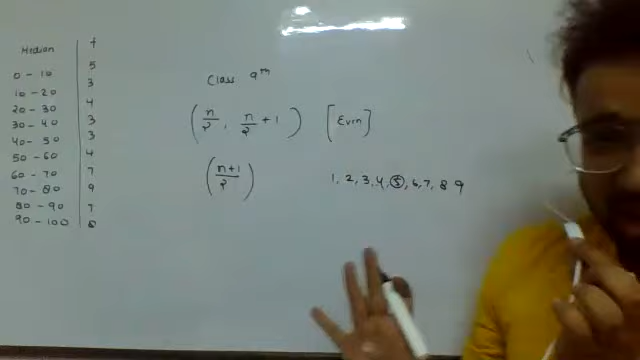 Median f
0 - 10 5
10 - 20 3
20 - 30 4
30 - 40 3
40 - 50 3
50 - 60 4
60 - 70 7
70 - 80 9
80 - 90 7
90 - 100 8
Class 9th
(n/2, n/2 + 1) [Even]
(n+1/2)
1, 2, 3, 4, 5, 6, 7, 8 9